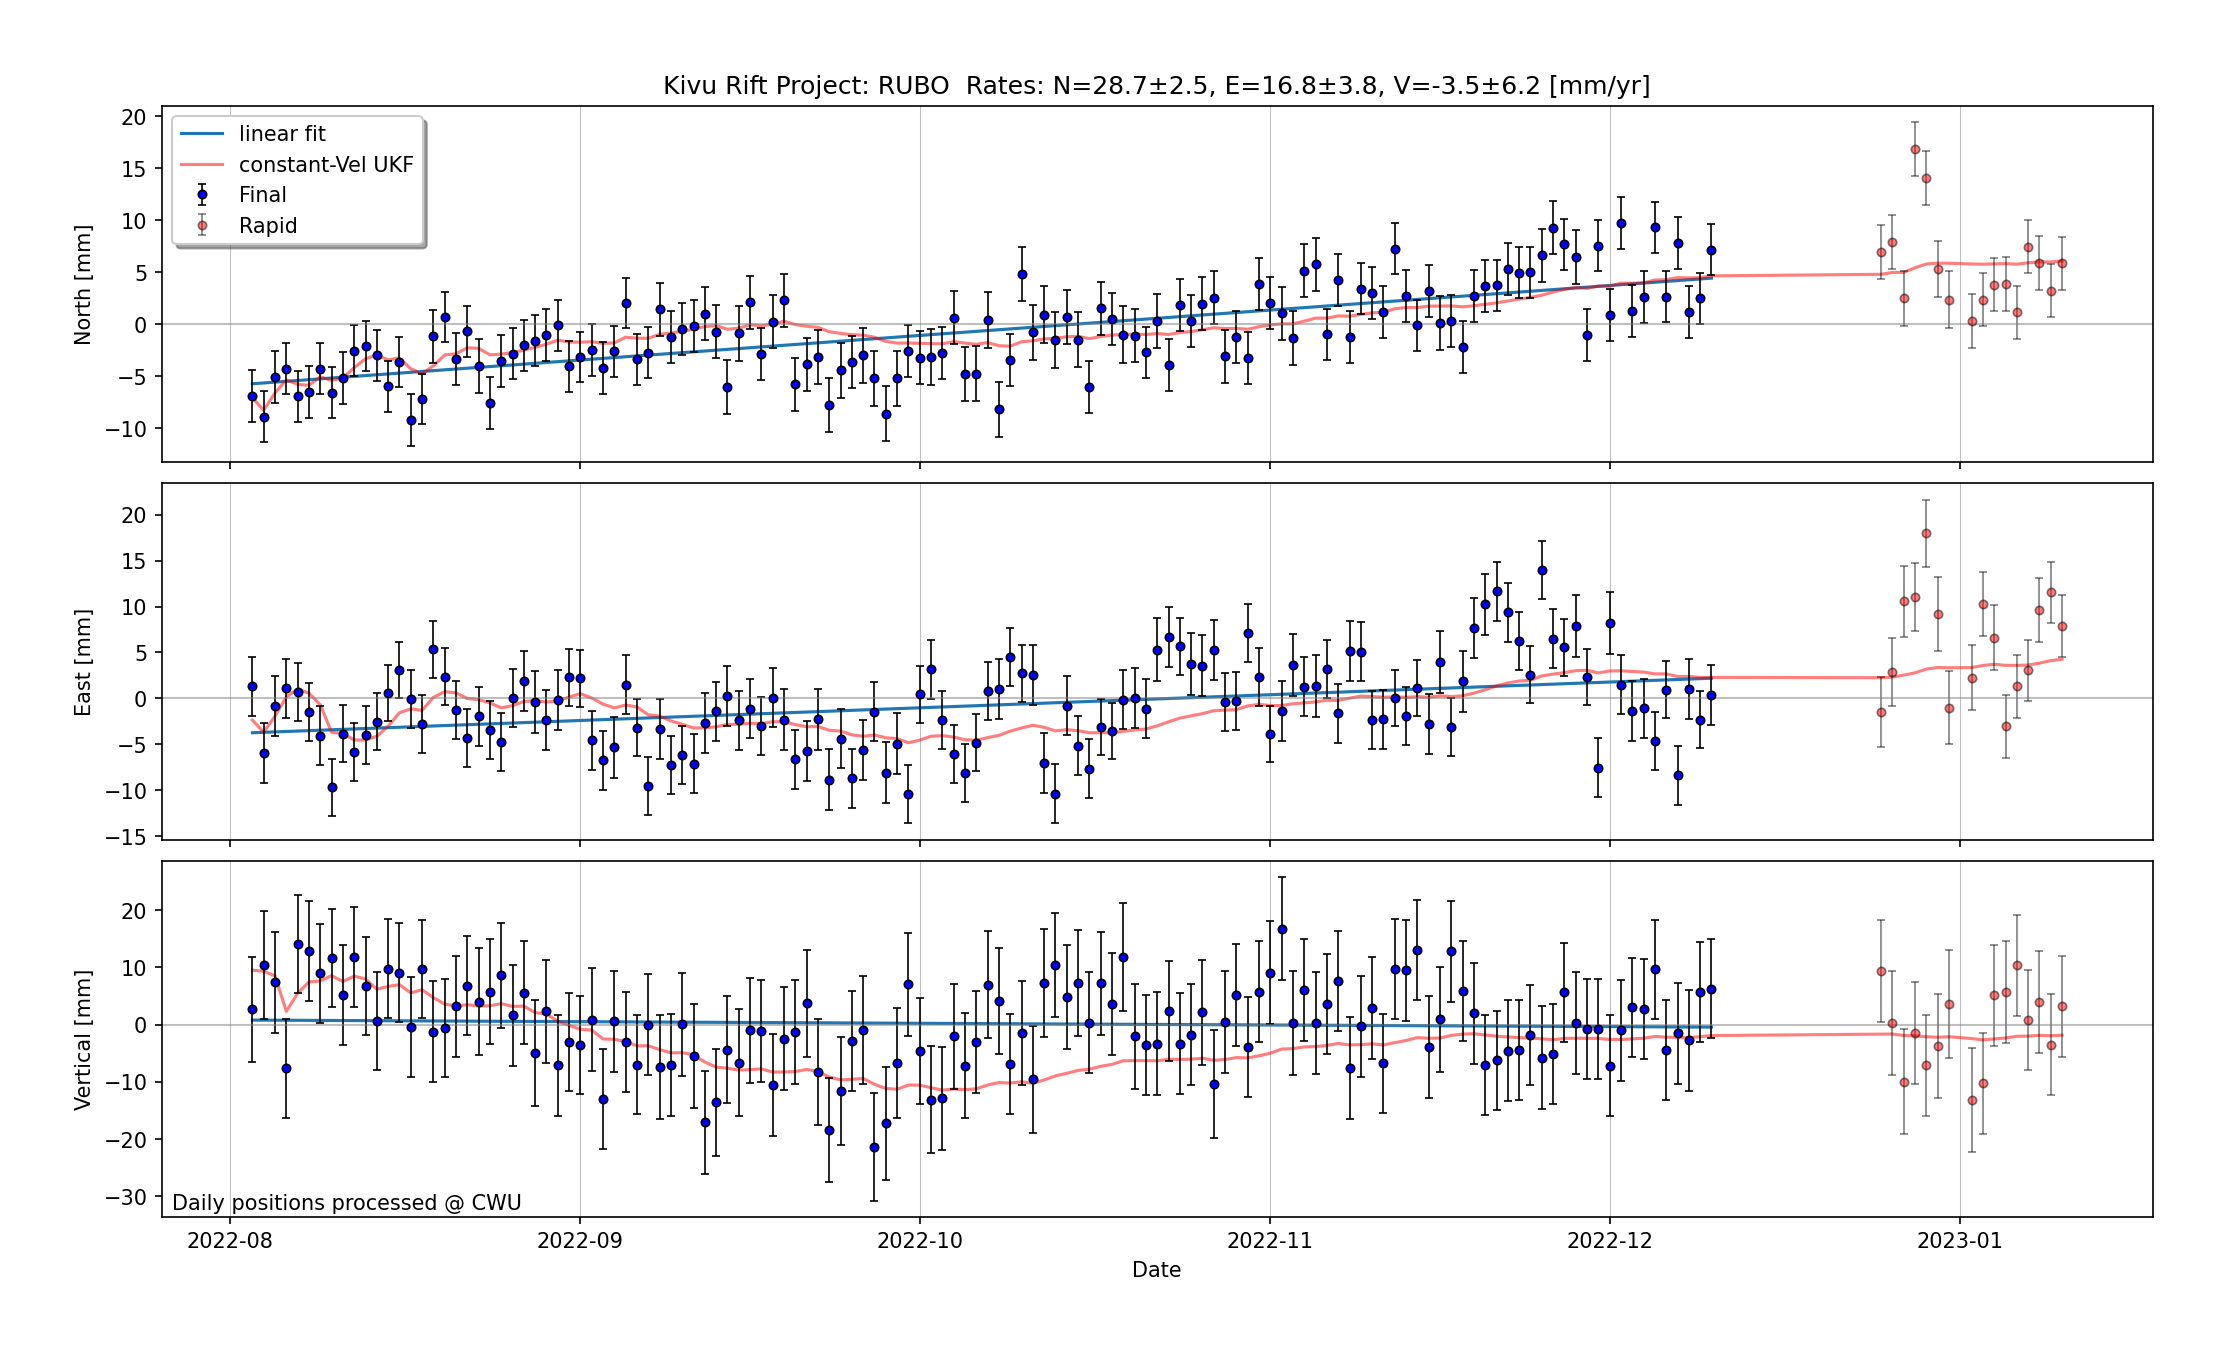 Kivu Rift Project: RUBO  Rates: N=28.7±2.5, E=16.8±3.8, V=-3.5±6.2 [mm/yr]
linear fit
constant-Vel UKF
Final
Rapid
North [mm]
20
15
10
5
0
−5
−10
East [mm]
20
15
10
5
0
−5
−10
−15
Vertical [mm]
20
10
0
−10
−20
−30
Daily positions processed @ CWU
2022-08 2022-09 2022-10 2022-11 2022-12 2023-01
Date